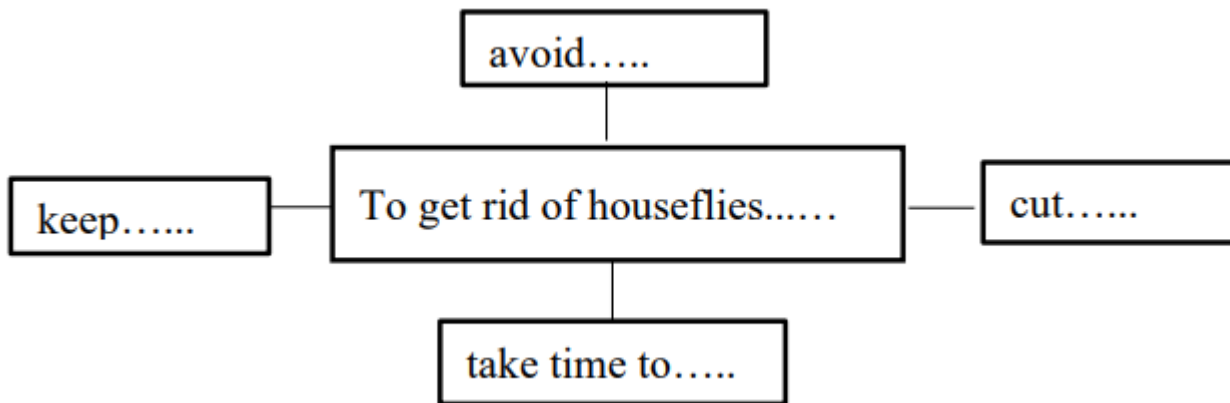 avoid…..
keep…...
To get rid of houseflies...…
cut…...
take time to…..